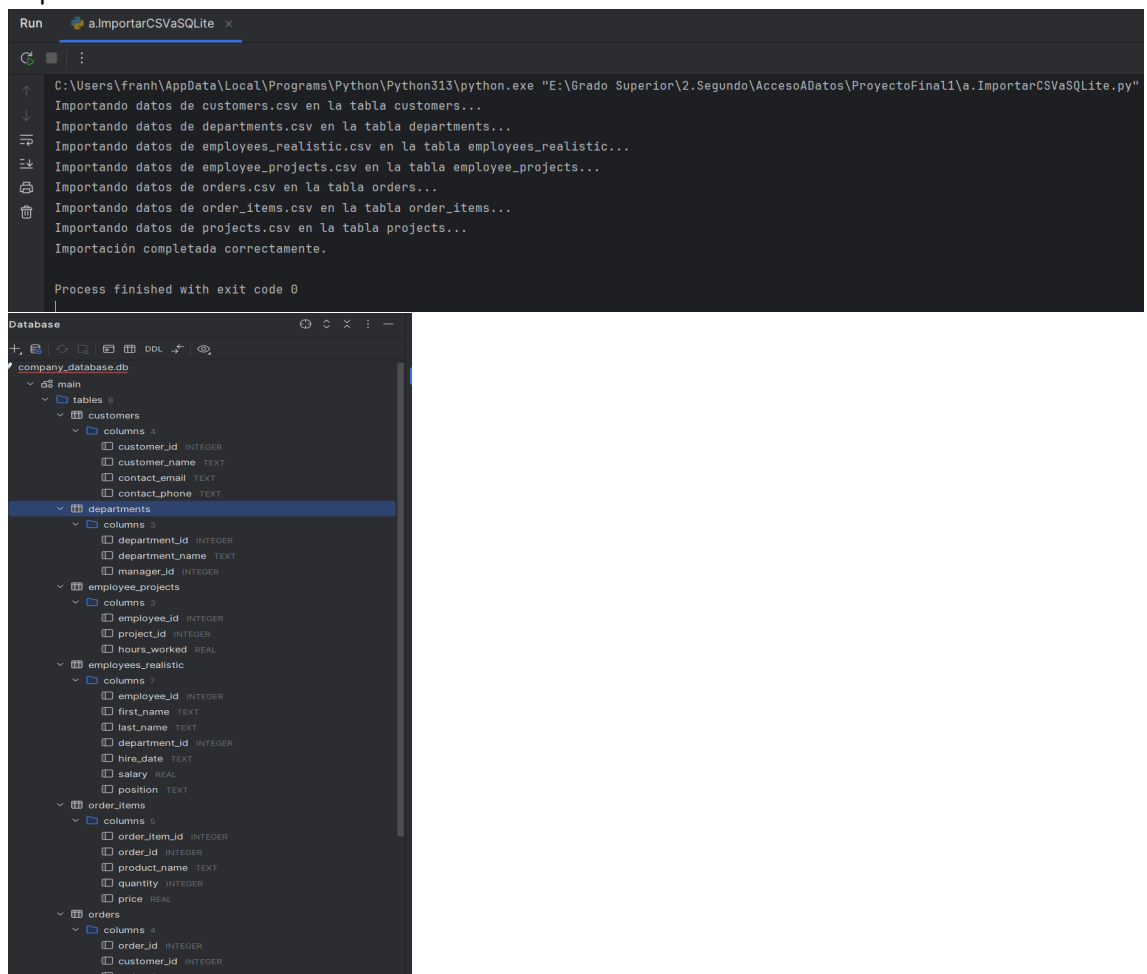 Run a.ImportarCSVaSQLite ×
C:\Users\franh\AppData\Local\Programs\Python\Python313\python.exe "E:\Grado Superior\2.Segundo\AccesoADatos\ProyectoFinal1\a.ImportarCSVaSQLite.py"
Importando datos de customers.csv en la tabla customers...
Importando datos de departments.csv en la tabla departments...
Importando datos de employees_realistic.csv en la tabla employees_realistic...
Importando datos de employee_projects.csv en la tabla employee_projects...
Importando datos de orders.csv en la tabla orders...
Importando datos de order_items.csv en la tabla order_items...
Importando datos de projects.csv en la tabla projects...
Importación completada correctamente.
Process finished with exit code 0
Database
DDL
company_database.db
main
tables 8
customers
columns 4
customer_id INTEGER
customer_name TEXT
contact_email TEXT
contact_phone TEXT
departments
columns 3
department_id INTEGER
department_name TEXT
manager_id INTEGER
employee_projects
columns 3
employee_id INTEGER
project_id INTEGER
hours_worked REAL
employees_realistic
columns 7
employee_id INTEGER
first_name TEXT
last_name TEXT
department_id INTEGER
hire_date TEXT
salary REAL
position TEXT
order_items
columns 5
order_item_id INTEGER
order_id INTEGER
product_name TEXT
quantity INTEGER
price REAL
orders
columns 4
order_id INTEGER
customer_id INTEGER